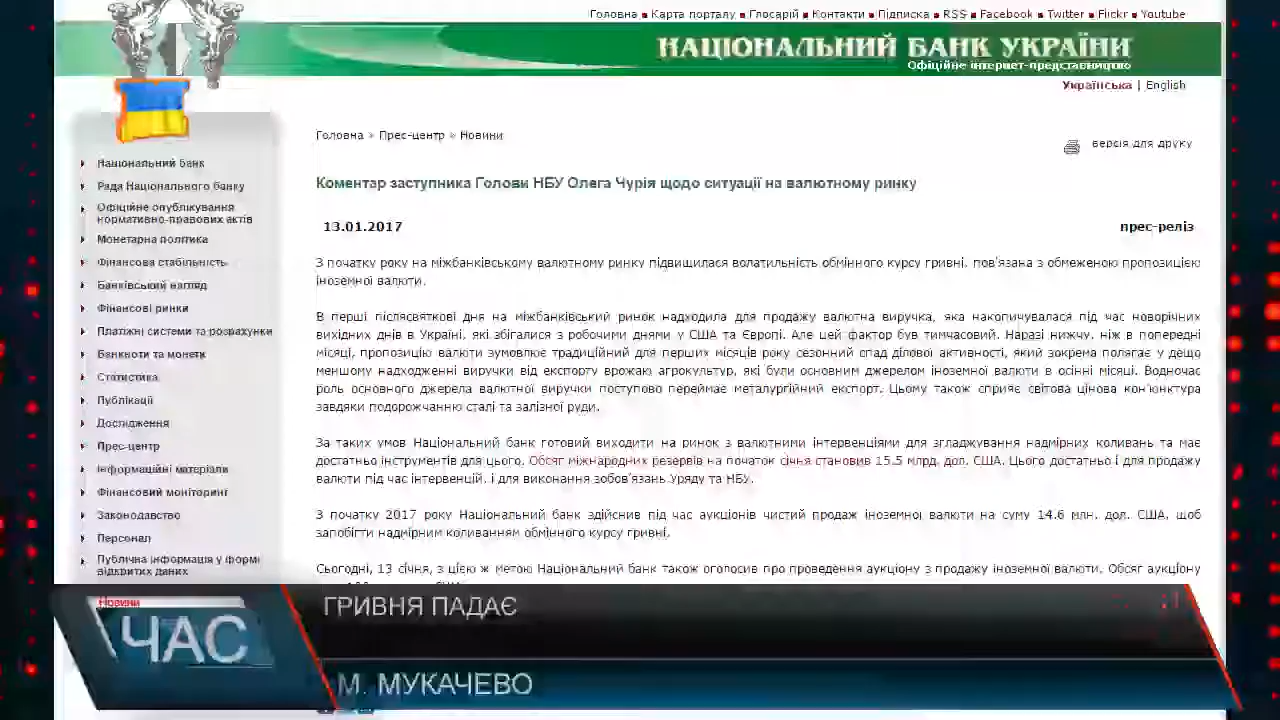 Головна ▪ Карта порталу ▪ Глосарій ▪ Контакти ▪ Підписка ▪ RSS ▪ Facebook ▪ Twitter ▪ Flickr ▪ Youtube
НАЦІОНАЛЬНИЙ БАНК УКРАЇНИ
Офіційне інтернет-представництво
Українська | English
Головна » Прес-центр » Новини
версія для друку
Національний банк
Рада Національного банку
Офіційне опублікування
нормативно-правових актів
Монетарна політика
Фінансова стабільність
Банківський нагляд
Фінансові ринки
Платіжні системи та розрахунки
Банкноти та монети
Статистика
Публікації
Дослідження
Прес-центр
Інформаційні матеріали
Фінансовий моніторинг
Законодавство
Персонал
Публічна інформація у формі
відкритих даних
Новини
Коментар заступника Голови НБУ Олега Чурія щодо ситуації на валютному ринку
13.01.2017 прес-реліз
З початку року на міжбанківському валютному ринку підвищилася волатильність обмінного курсу гривні, пов'язана з обмеженою пропозицією
іноземної валюти.
В перші післясвяткові дня на міжбанківський ринок надходила для продажу валютна виручка, яка накопичувалася під час новорічних
вихідних днів в Україні, які збігалися з робочими днями у США та Європі. Але цей фактор був тимчасовий. Наразі нижчу, ніж в попередні
місяці, пропозицію валюти зумовлює традиційний для перших місяців року сезонний спад ділової активності, який зокрема полягає у дещо
меншому надходженні виручки від експорту врожаю агрокультур, які були основним джерелом іноземної валюти в осінні місяці. Водночас
роль основного джерела валютної виручки поступово переймає металургійний експорт. Цьому також сприяє світова цінова кон'юнктура
завдяки подорожчанню сталі та залізної руди.
За таких умов Національний банк готовий виходити на ринок з валютними інтервенціями для згладжування надмірних коливань та має
достатньо інструментів для цього. Обсяг міжнародних резервів на початок січня становив 15,5 млрд. дол. США. Цього достатньо і для продажу
валюти під час інтервенцій, і для виконання зобов'язань Уряду та НБУ.
З початку 2017 року Національний банк здійснив під час аукціонів чистий продаж іноземної валюти на суму 14,6 млн. дол. США, щоб
запобігти надмірним коливанням обмінного курсу гривні.
Сьогодні, 13 січня, з цією ж метою Національний банк також оголосив про проведення аукціону з продажу іноземної валюти. Обсяг аукціону
ЧАС
ГРИВНЯ ПАДАЄ
М. МУКАЧЕВО